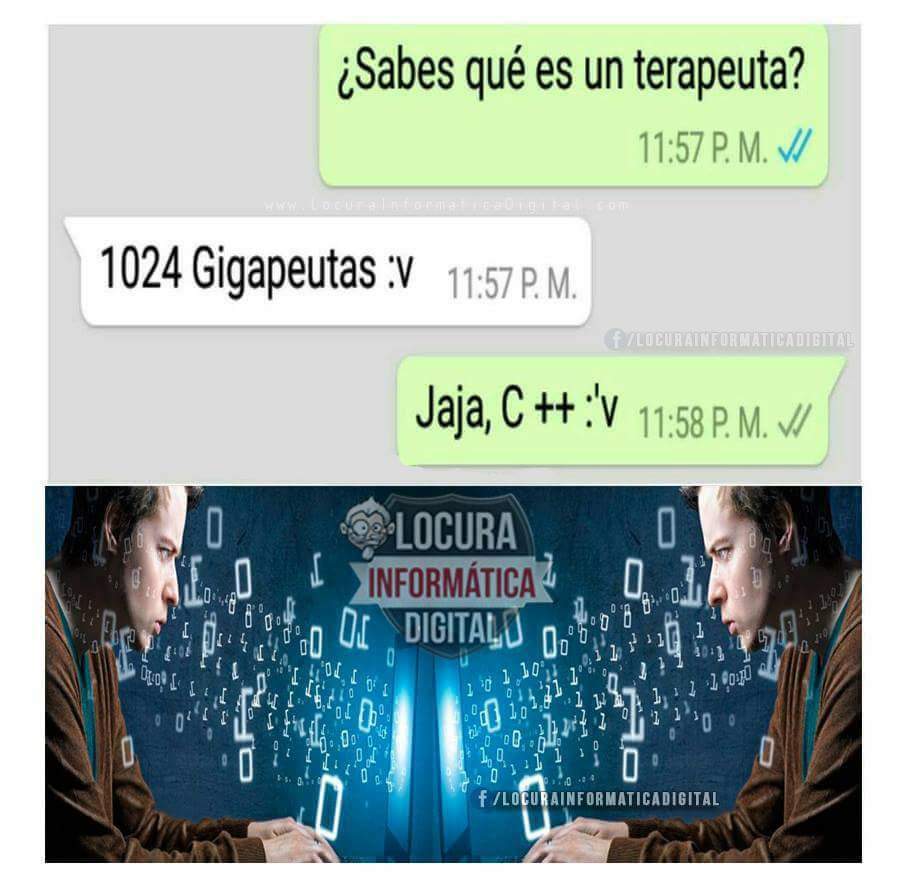 ¿Sabes qué es un terapeuta?
11:57 P. M.
www.LocuraInformaticaDigital.com
1024 Gigapeutas :v 11:57 P. M.
f/LOCURAINFORMATICADIGITAL
Jaja, C ++ :'v 11:58 P. M.
LOCURA
INFORMÁTICA
DIGITAL
f/LOCURAINFORMATICADIGITAL